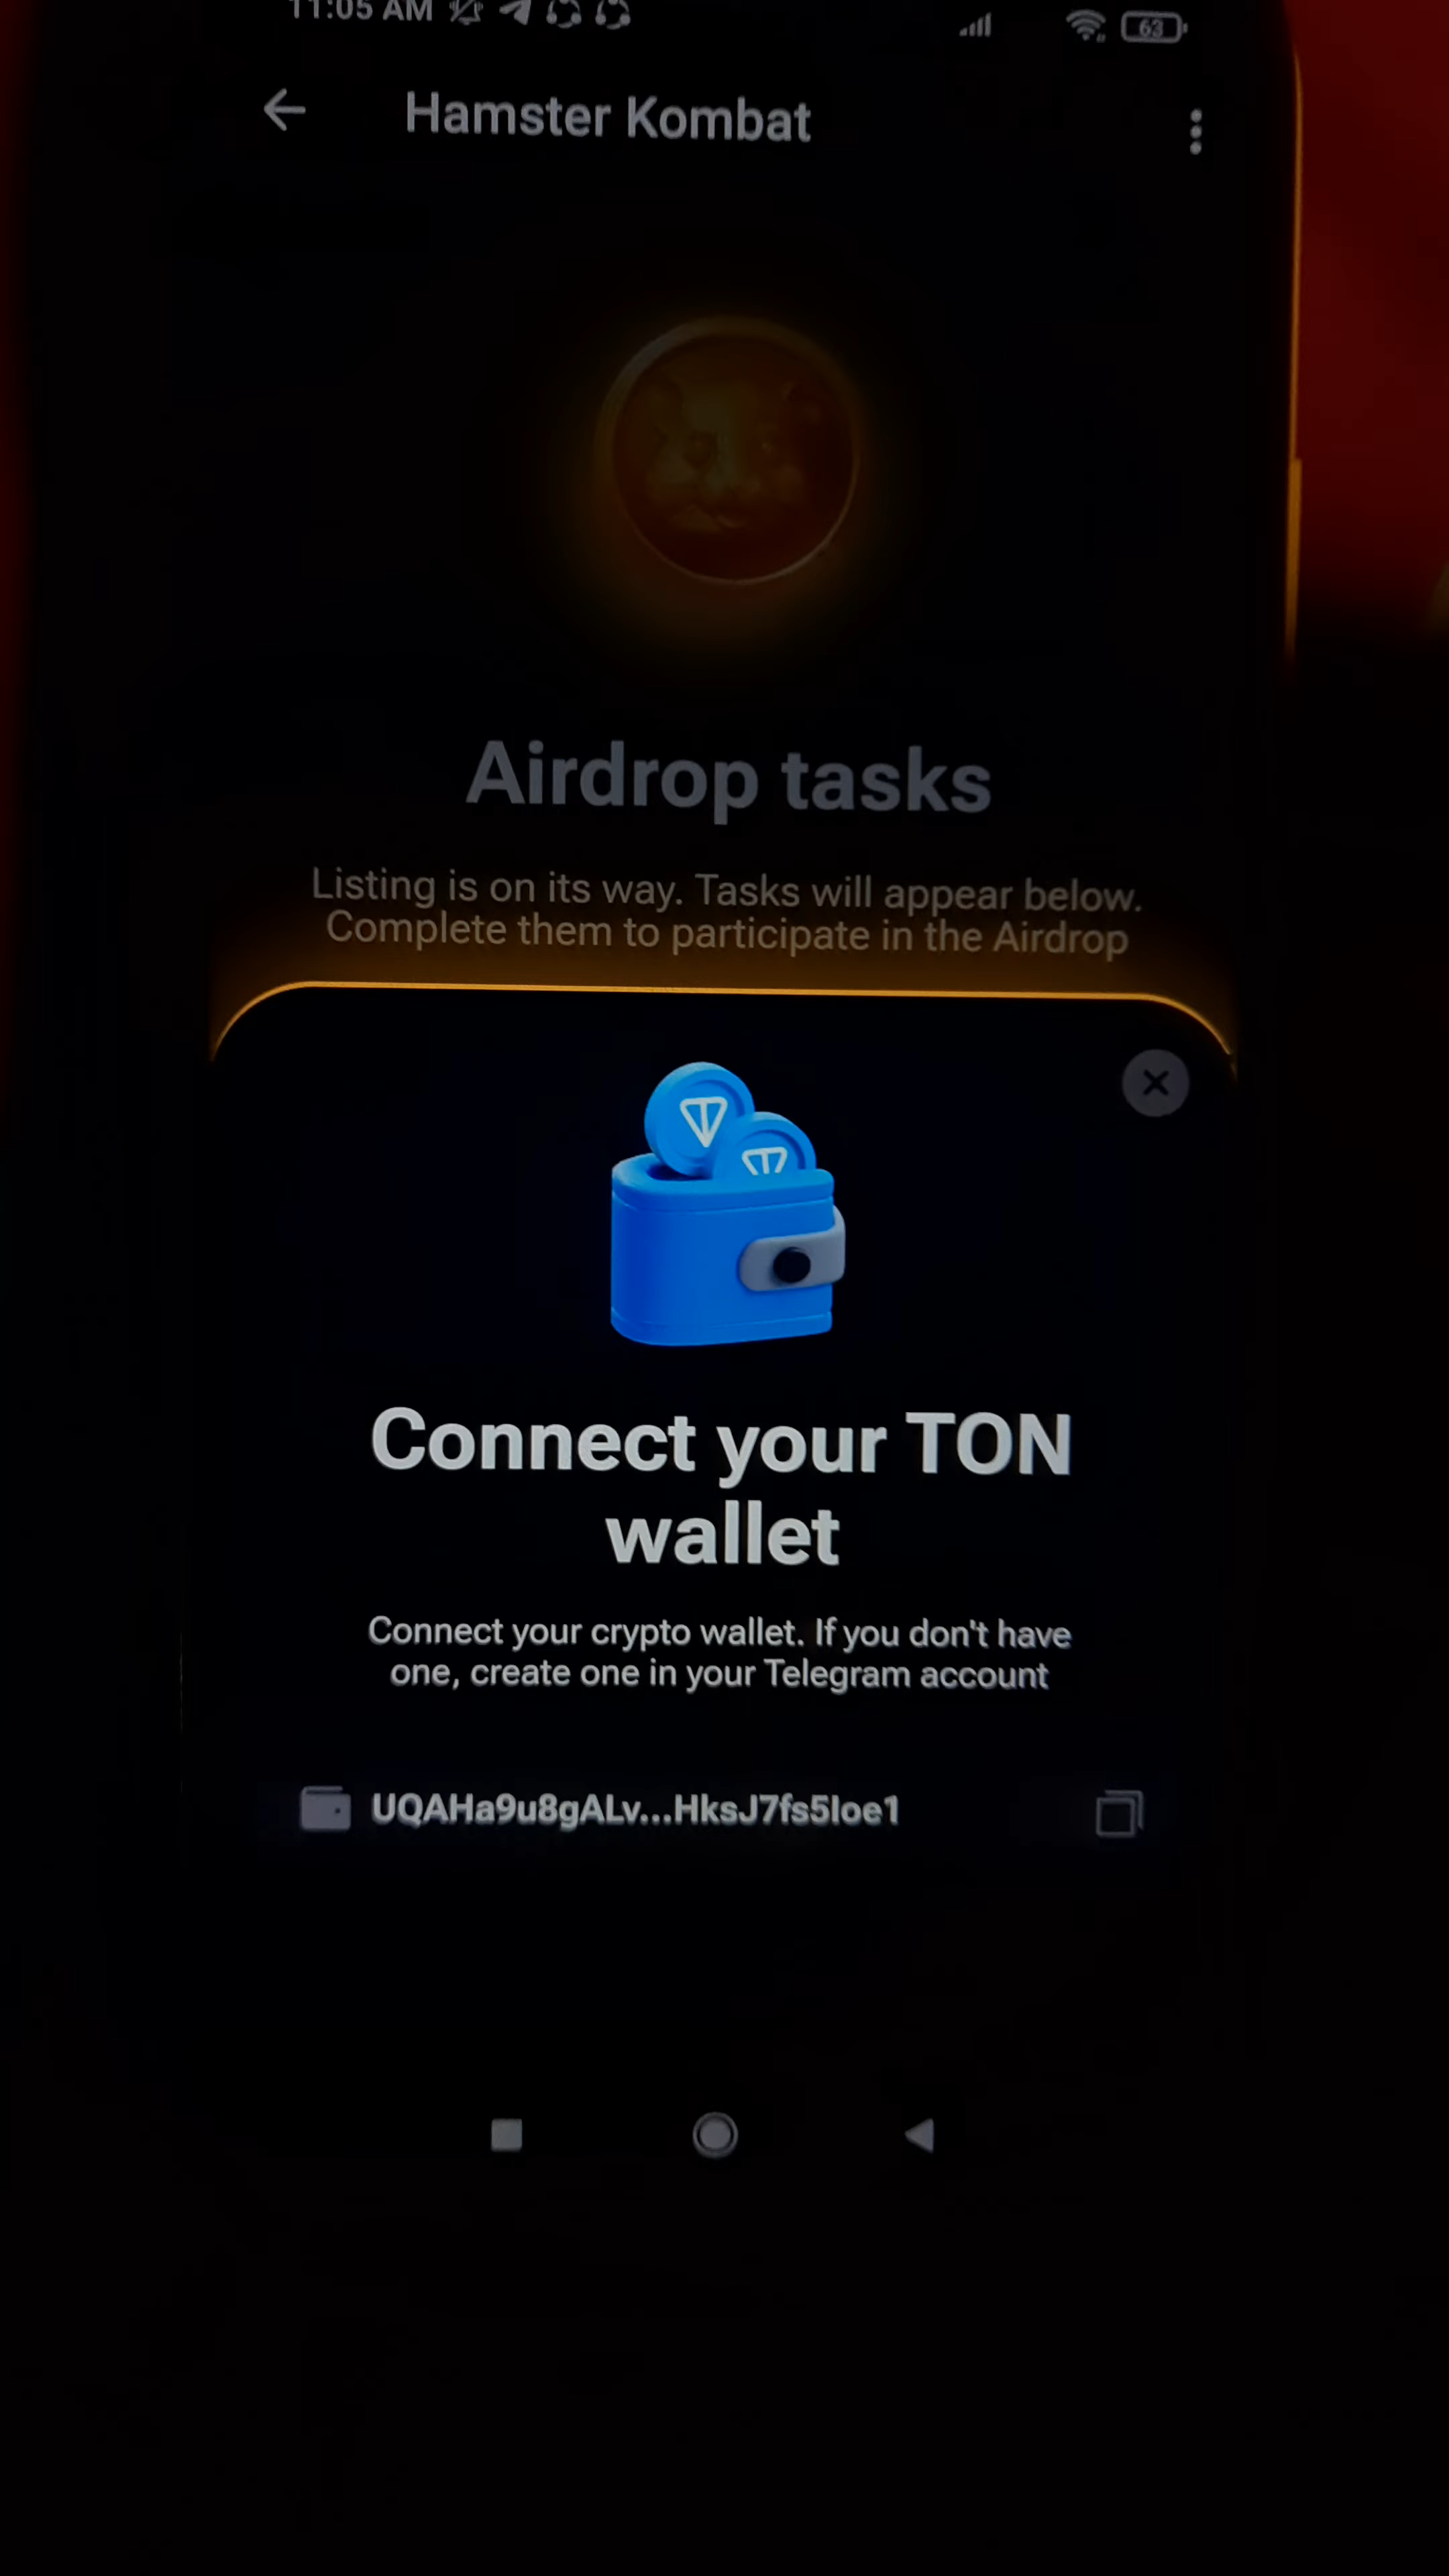 11:05 AM
63
Hamster Kombat
Airdrop tasks
Listing is on its way. Tasks will appear below.
Complete them to participate in the Airdrop
Connect your TON
wallet
Connect your crypto wallet. If you don't have
one, create one in your Telegram account
UQAHa9u8gALv...HksJ7fs5Ioe1